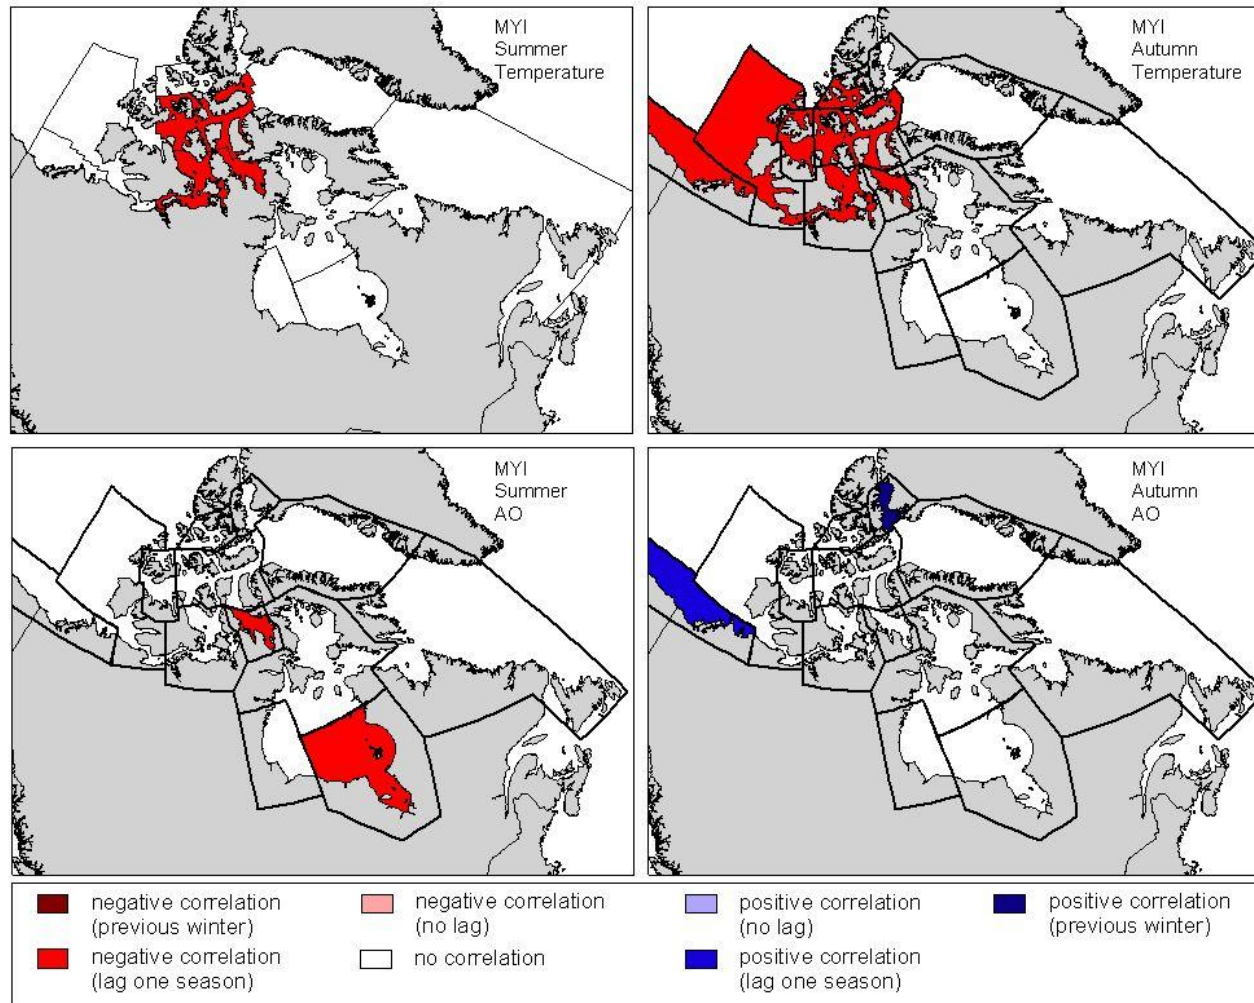 MYI
Summer
Temperature
MYI
Autumn
Temperature
MYI
Summer
AO
MYI
Autumn
AO
negative correlation
(previous winter)
negative correlation
(lag one season)
negative correlation
(no lag)
no correlation
positive correlation
(no lag)
positive correlation
(lag one season)
positive correlation
(previous winter)